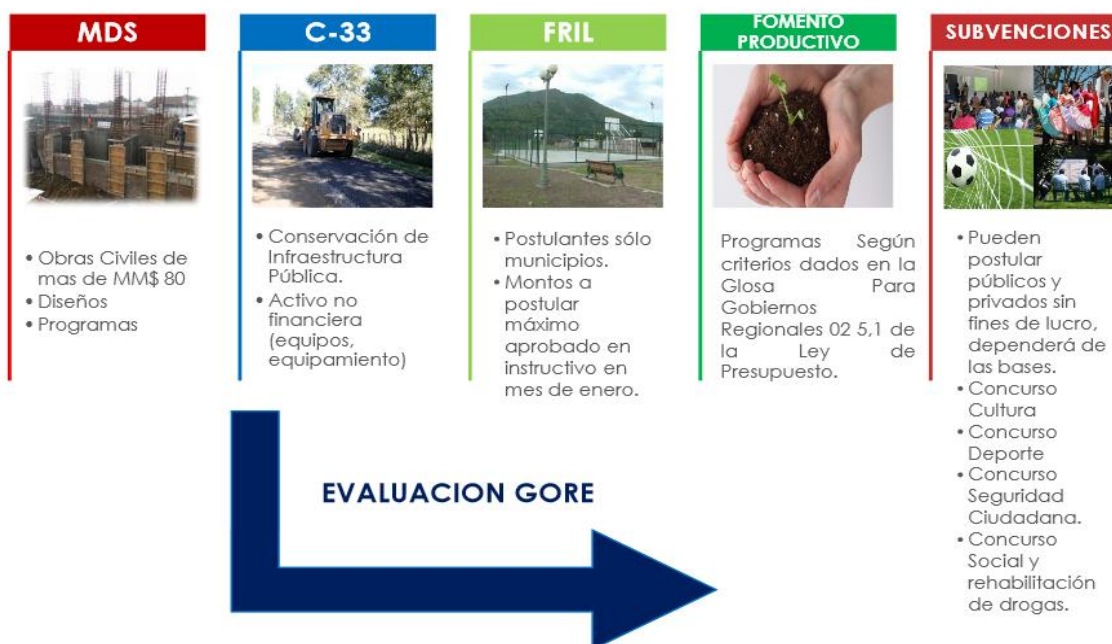 MDS
• Obras Civiles de
mas de MM$ 80
• Diseños
• Programas
C-33
• Conservación de
Infraestructura
Pública.
• Activo no
financiera
(equipos,
equipamiento)
FRIL
• Postulantes sólo
municipios.
• Montos a
postular
máximo
aprobado en
instructivo en
mes de enero.
FOMENTO
PRODUCTIVO
Programas Según
criterios dados en la
Glosa Para
Gobiernos
Regionales 02 5,1 de
la Ley de
Presupuesto.
SUBVENCIONES
• Pueden
postular
públicos y
privados sin
fines de lucro,
dependerá de
las bases.
• Concurso
Cultura
• Concurso
Deporte
• Concurso
Seguridad
Ciudadana.
• Concurso
Social y
rehabilitación
de drogas.
EVALUACION GORE